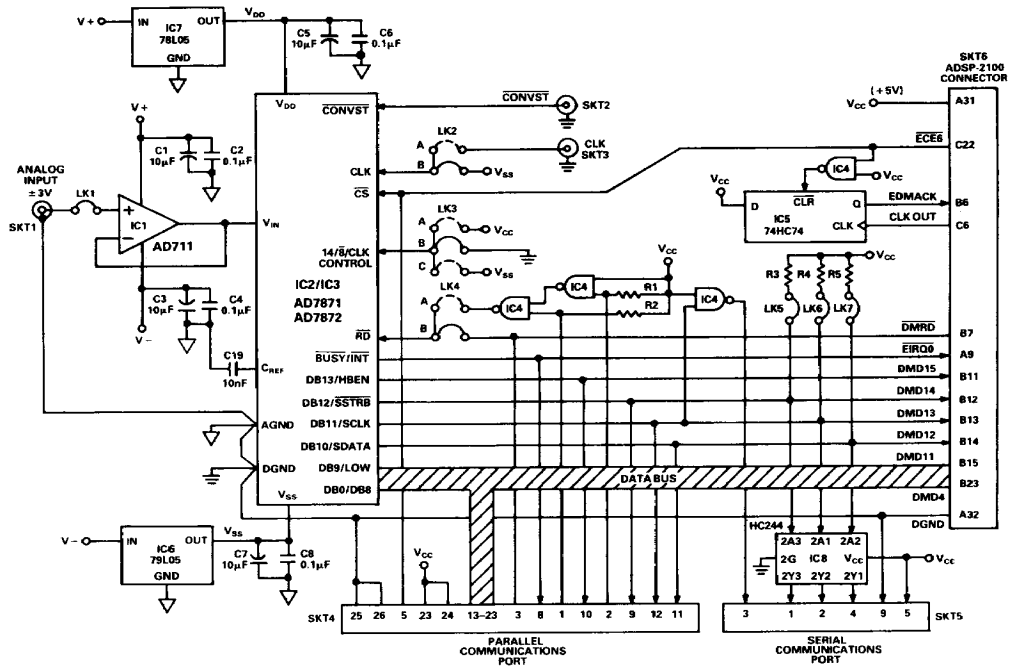 V+
IN
OUT
IC7
78L05
GND
VDD
C5
10µF
C6
0.1µF
SKT6
ADSP-2100
CONNECTOR
VDD
CONVST
CONVST
SKT2
(+5V)
VCC
A31
V+
C1
10µF
C2
0.1µF
LK2
A
B
CLK
SKT3
CLK
VSS
ECE6
C22
IC4
VCC
ANALOG
INPUT
±3V
SKT1
LK1
+
−
IC1
AD711
VIN
CS
VCC
D
CLR
Q
IC5
74HC74
CLK
EDMACK
B6
CLK OUT
C6
LK3
A
VCC
B
C
VSS
14/8/CLK
CONTROL
IC2/IC3
AD7871
AD7872
VCC
R3
R4
R5
VCC
C3
10µF
C4
0.1µF
V−
LK4
A
B
IC4
IC4
R1
R2
IC4
LK5
LK6
LK7
RD
DMRD
B7
C19
10nF
CREF
BUSY/INT
EIRQ0
A9
DB13/HBEN
DMD15
B11
DB12/SSTRB
DMD14
B12
AGND
DB11/SCLK
DMD13
B13
DB10/SDATA
DMD12
B14
DGND
DB9/LOW
DMD11
B15
DATA BUS
B23
DB0/DB8
DMD4
VSS
A32
DGND
V−
IN
OUT
IC6
79L05
GND
VSS
C7
10µF
C8
0.1µF
VCC
HC244
2A3
2A1
2A2
2G
IC8
VCC
VCC
2Y3
2Y2
2Y1
SKT4
25
26
5
23
24
13–23
3
8
1
10
2
9
12
11
3
1
2
4
9
5
SKT5
PARALLEL
COMMUNICATIONS
PORT
SERIAL
COMMUNICATIONS
PORT